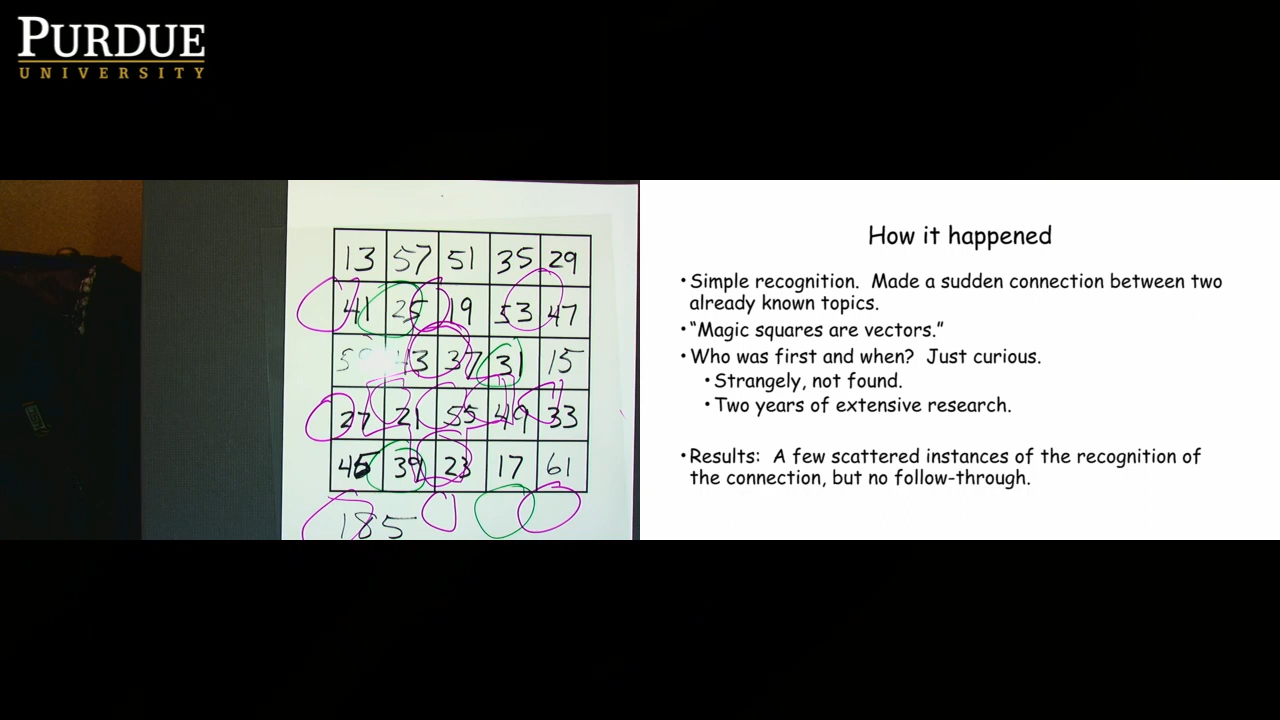 PURDUE
UNIVERSITY
13 57 51 35 29
41 25 19 53 47
43 37 31 15
27 21 55 49 33
45 39 23 17 61
185
How it happened
•Simple recognition. Made a sudden connection between two
already known topics.
•“Magic squares are vectors.”
•Who was first and when? Just curious.
•Strangely, not found.
•Two years of extensive research.
•Results: A few scattered instances of the recognition of
the connection, but no follow-through.